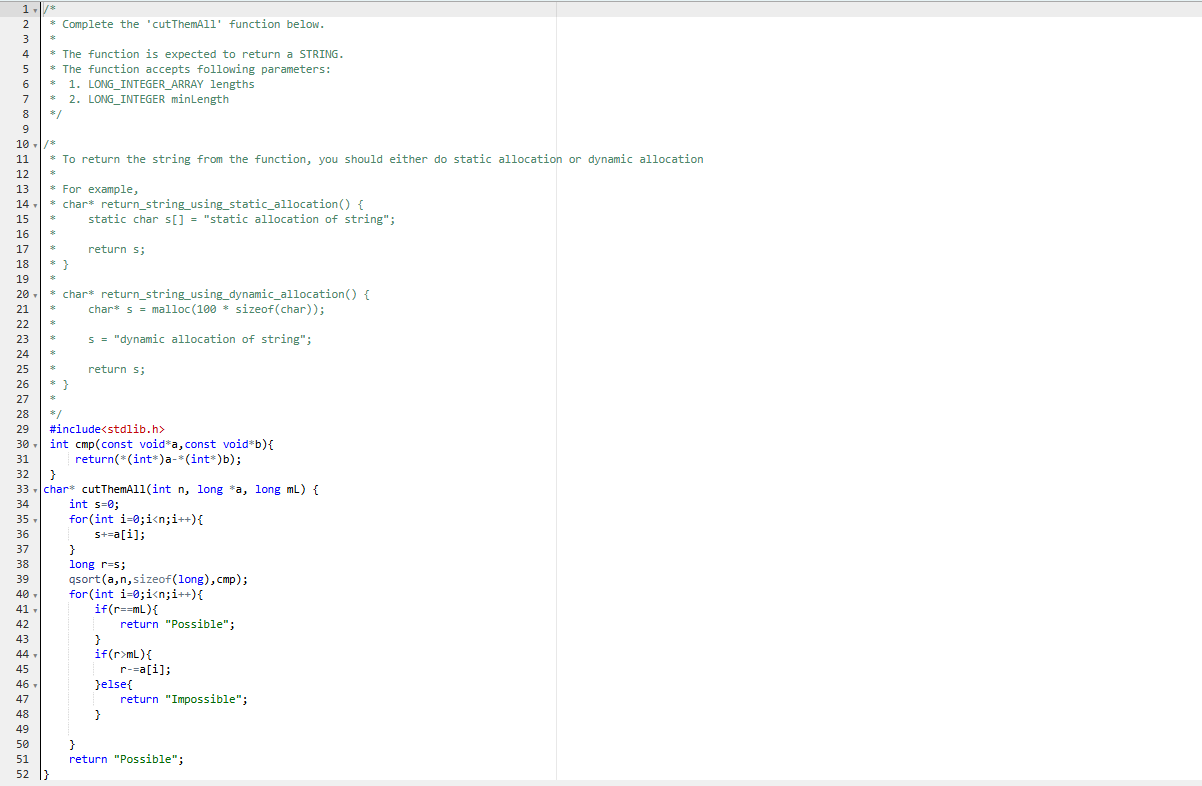 1 /*
2 * Complete the 'cutThemAll' function below.
3 *
4 * The function is expected to return a STRING.
5 * The function accepts following parameters:
6 *  1. LONG_INTEGER_ARRAY lengths
7 *  2. LONG_INTEGER minLength
8 */
9
10 /*
11 * To return the string from the function, you should either do static allocation or dynamic allocation
12 *
13 * For example,
14 * char* return_string_using_static_allocation() {
15 *     static char s[] = "static allocation of string";
16 *
17 *     return s;
18 * }
19 *
20 * char* return_string_using_dynamic_allocation() {
21 *     char* s = malloc(100 * sizeof(char));
22 *
23 *     s = "dynamic allocation of string";
24 *
25 *     return s;
26 * }
27 *
28 */
29 #include<stdlib.h>
30 int cmp(const void*a,const void*b){
31     return(*(int*)a-*(int*)b);
32 }
33 char* cutThemAll(int n, long *a, long mL) {
34     int s=0;
35     for(int i=0;i<n;i++){
36         s+=a[i];
37     }
38     long r=s;
39     qsort(a,n,sizeof(long),cmp);
40     for(int i=0;i<n;i++){
41         if(r==mL){
42             return "Possible";
43         }
44         if(r>mL){
45             r-=a[i];
46         }else{
47             return "Impossible";
48         }
49
50     }
51     return "Possible";
52 }